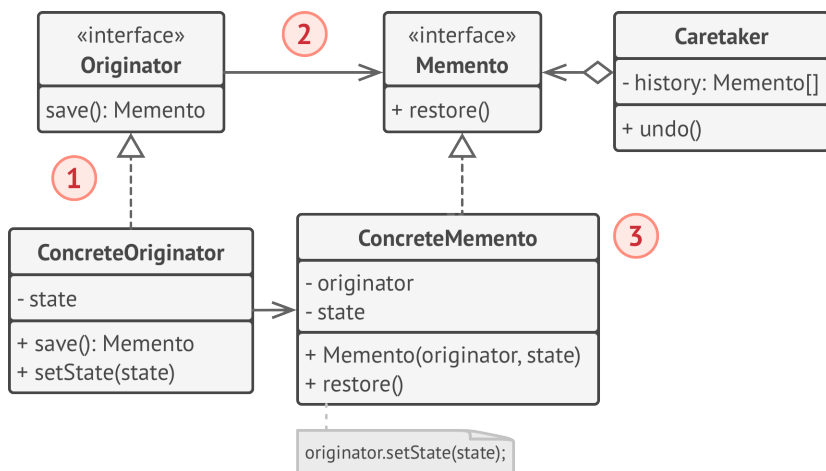 «interface»
Originator
save(): Memento
2
«interface»
Memento
+ restore()
Caretaker
- history: Memento[]
+ undo()
1
ConcreteOriginator
- state
+ save(): Memento
+ setState(state)
ConcreteMemento
- originator
- state
+ Memento(originator, state)
+ restore()
3
originator.setState(state);